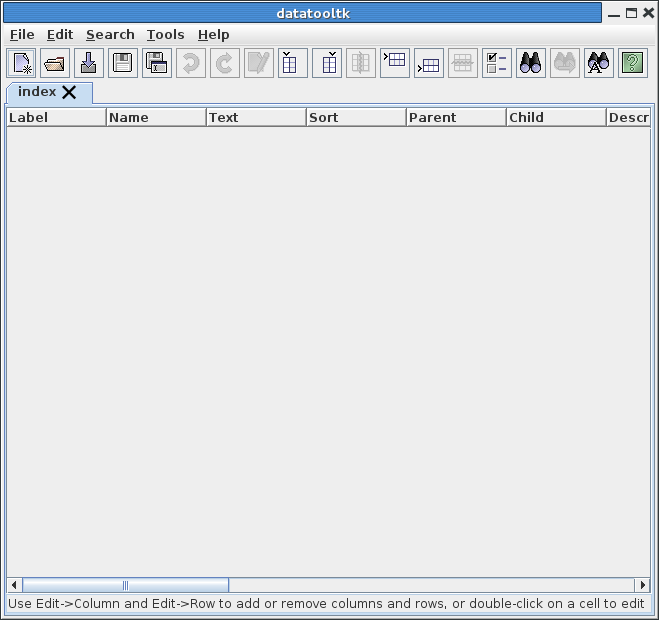 datatooltk
File Edit Search Tools Help
index
Label Name Text Sort Parent Child Descr
Use Edit->Column and Edit->Row to add or remove columns and rows, or double-click on a cell to edit